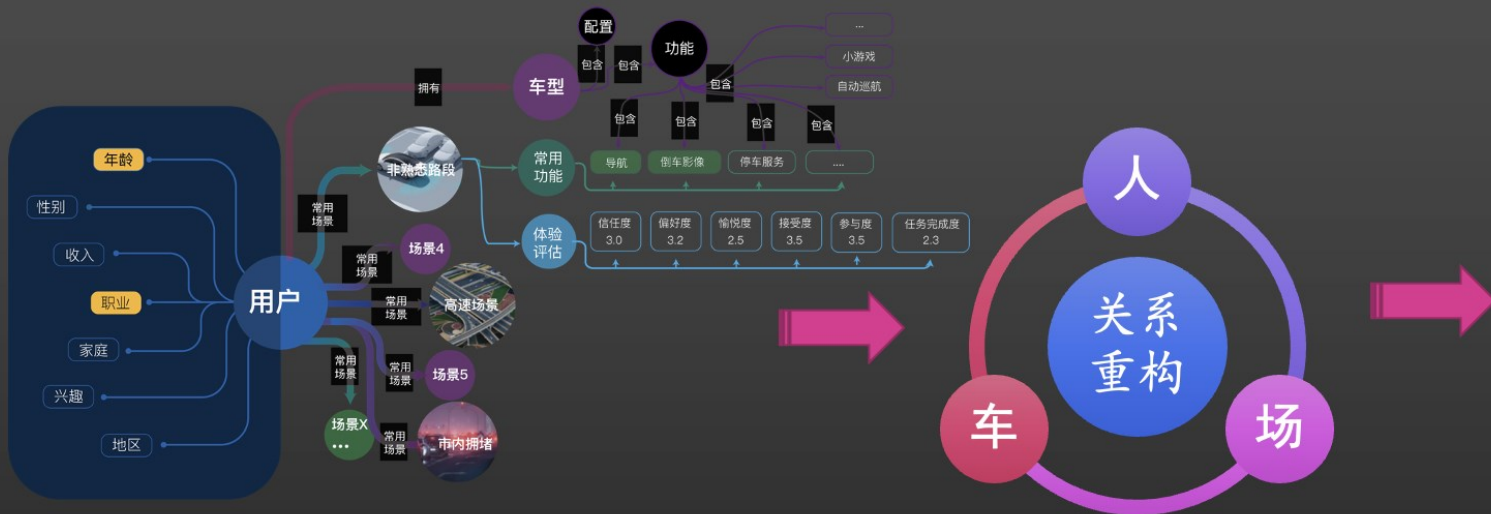 配置
功能
...
小游戏
自动巡航
车型
拥有
包含
包含
包含
包含
包含
包含
包含
年龄
性别
收入
职业
家庭
兴趣
地区
用户
常用
场景
非熟悉路段
常用
功能
导航
倒车影像
停车服务
....
体验
评估
信任度
3.0
偏好度
3.2
愉悦度
2.5
接受度
3.5
参与度
3.5
任务完成度
2.3
常用
场景
场景4
常用
场景
高速场景
常用
场景
场景5
常用
场景
场景X
...
常用
场景
市内拥堵
人
关系
重构
车
场